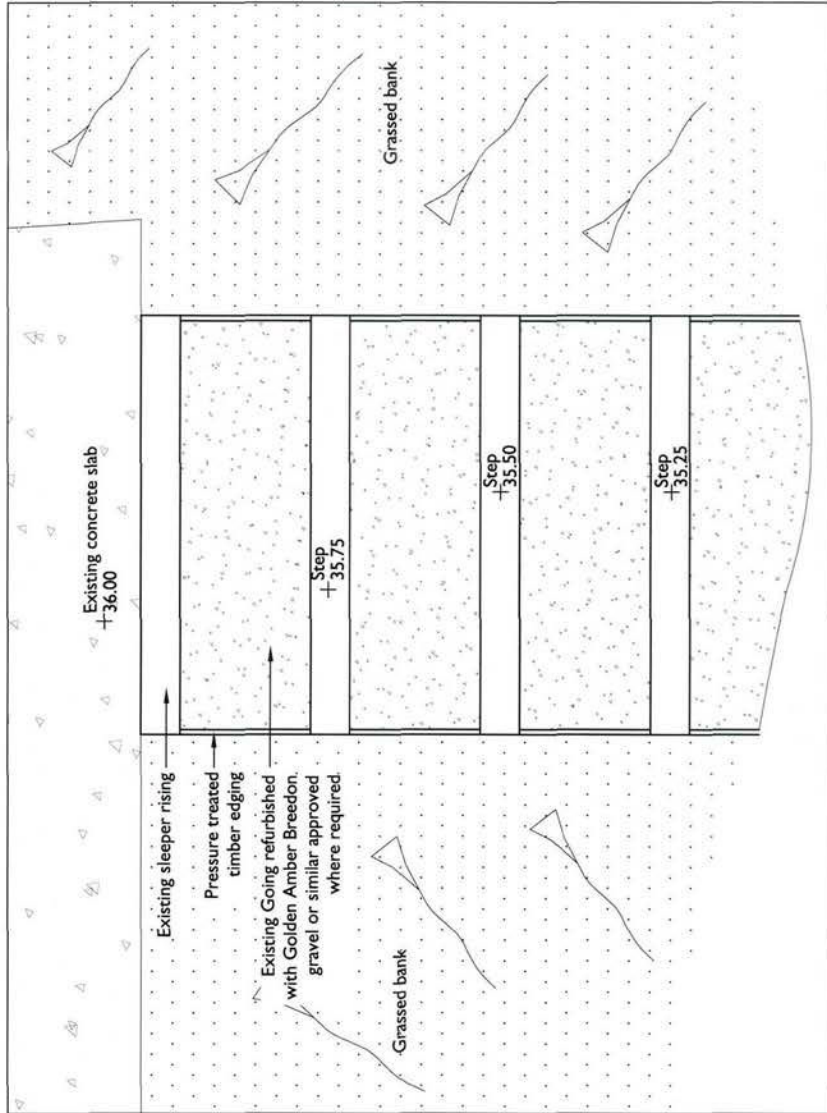 Existing concrete slab
36.00
Existing sleeper rising
Pressure treated
timber edging
Existing Going refurbished
with Golden Amber Breedon
gravel or similar approved
where required.
Step
35.75
Step
35.50
Step
35.25
Grassed bank
Grassed bank